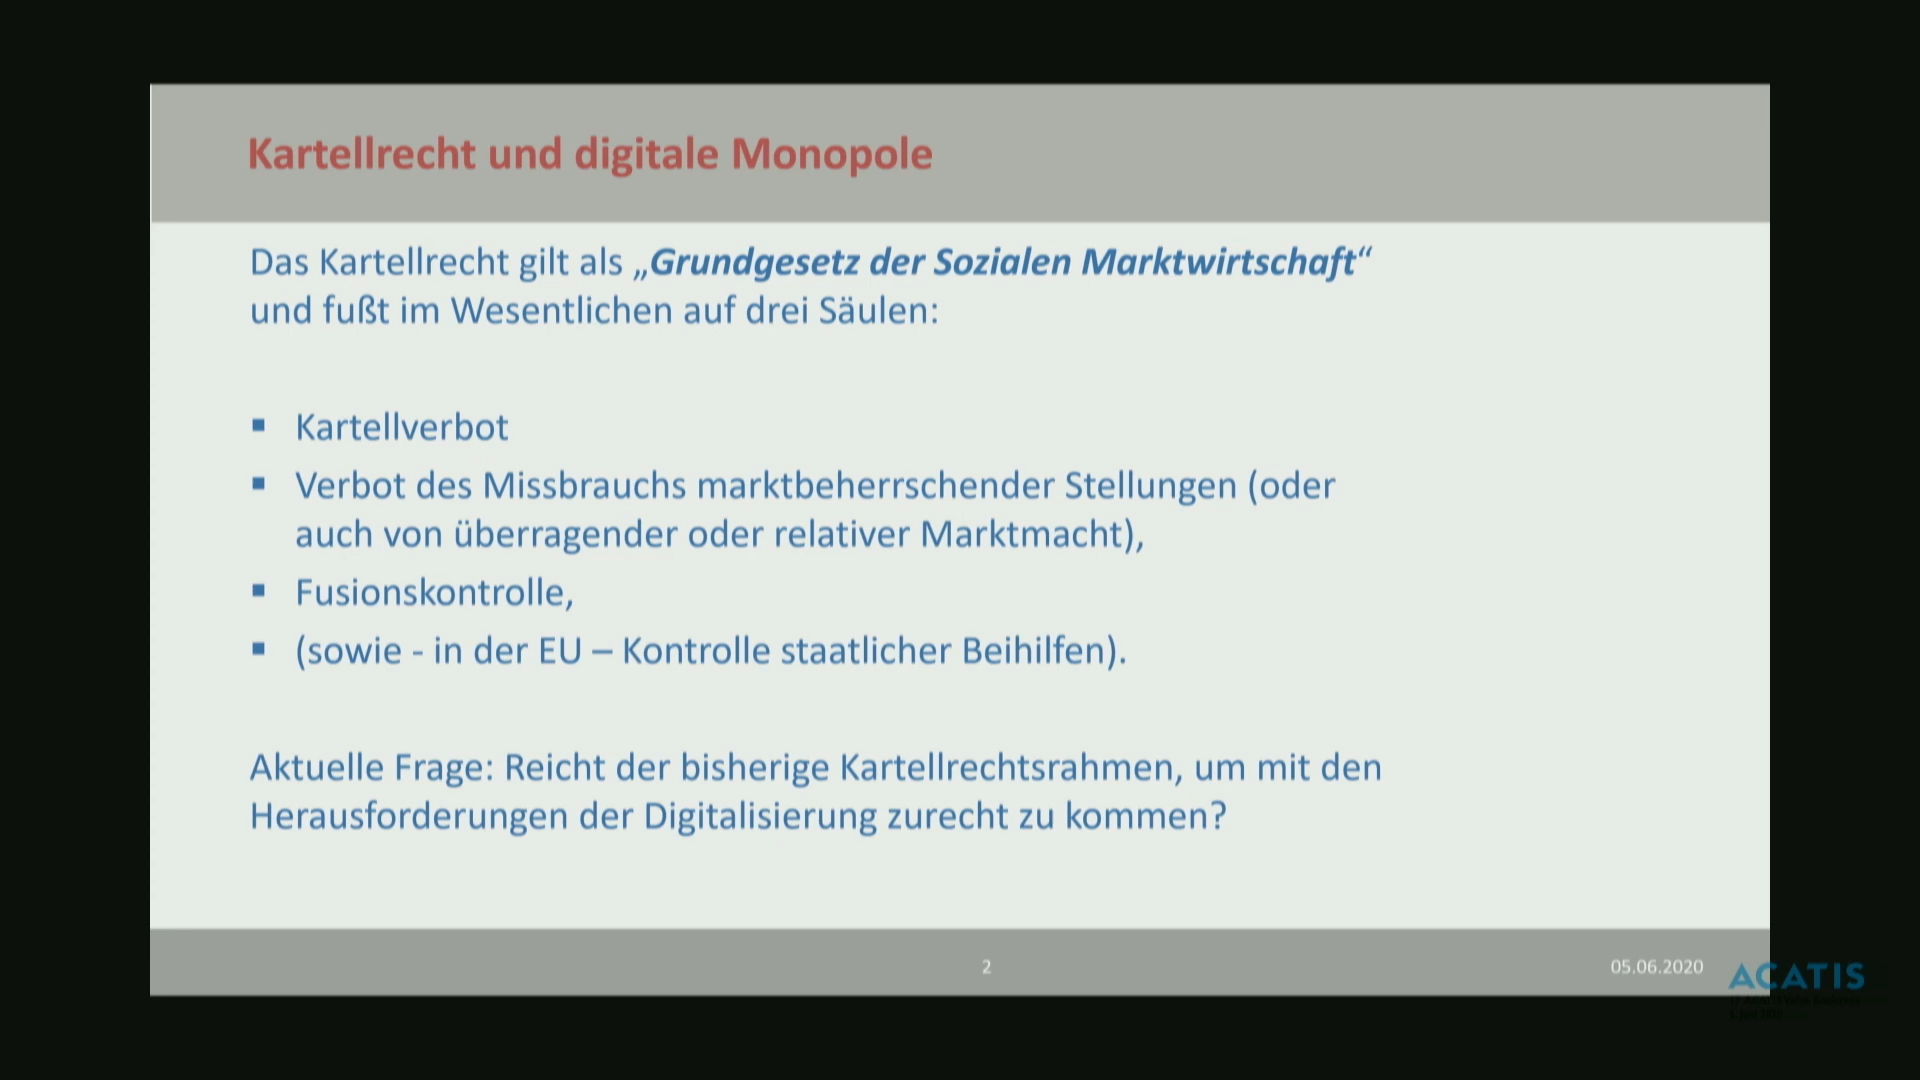 Kartellrecht und digitale Monopole
Das Kartellrecht gilt als „Grundgesetz der Sozialen Marktwirtschaft“
und fußt im Wesentlichen auf drei Säulen:
▪ Kartellverbot
▪ Verbot des Missbrauchs marktbeherrschender Stellungen (oder
auch von überragender oder relativer Marktmacht),
▪ Fusionskontrolle,
▪ (sowie - in der EU – Kontrolle staatlicher Beihilfen).
Aktuelle Frage: Reicht der bisherige Kartellrechtsrahmen, um mit den
Herausforderungen der Digitalisierung zurecht zu kommen?
2
05.06.2020
ACATIS